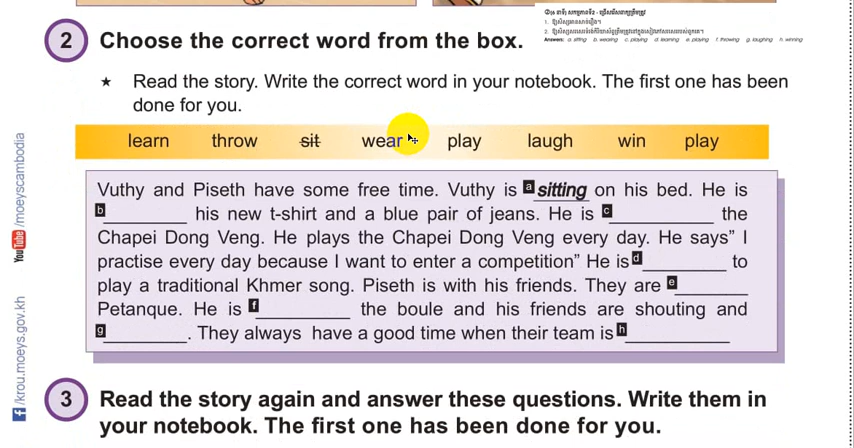 2 Choose the correct word from the box.
★ Read the story. Write the correct word in your notebook. The first one has been
done for you.
learn throw sit wear play laugh win play
Vuthy and Piseth have some free time. Vuthy is a sitting on his bed. He is
b his new t-shirt and a blue pair of jeans. He is c the
Chapei Dong Veng. He plays the Chapei Dong Veng every day. He says” I
practise every day because I want to enter a competition” He is d to
play a traditional Khmer song. Piseth is with his friends. They are e
Petanque. He is f the boule and his friends are shouting and
g . They always have a good time when their team is h
3 Read the story again and answer these questions. Write them in
your notebook. The first one has been done for you.
Answers: a. sitting b. wearing c. playing d. learning e. playing f. throwing g. laughing h. winning
YouTube /moeyscambodia
f /krou.moeys.gov.kh